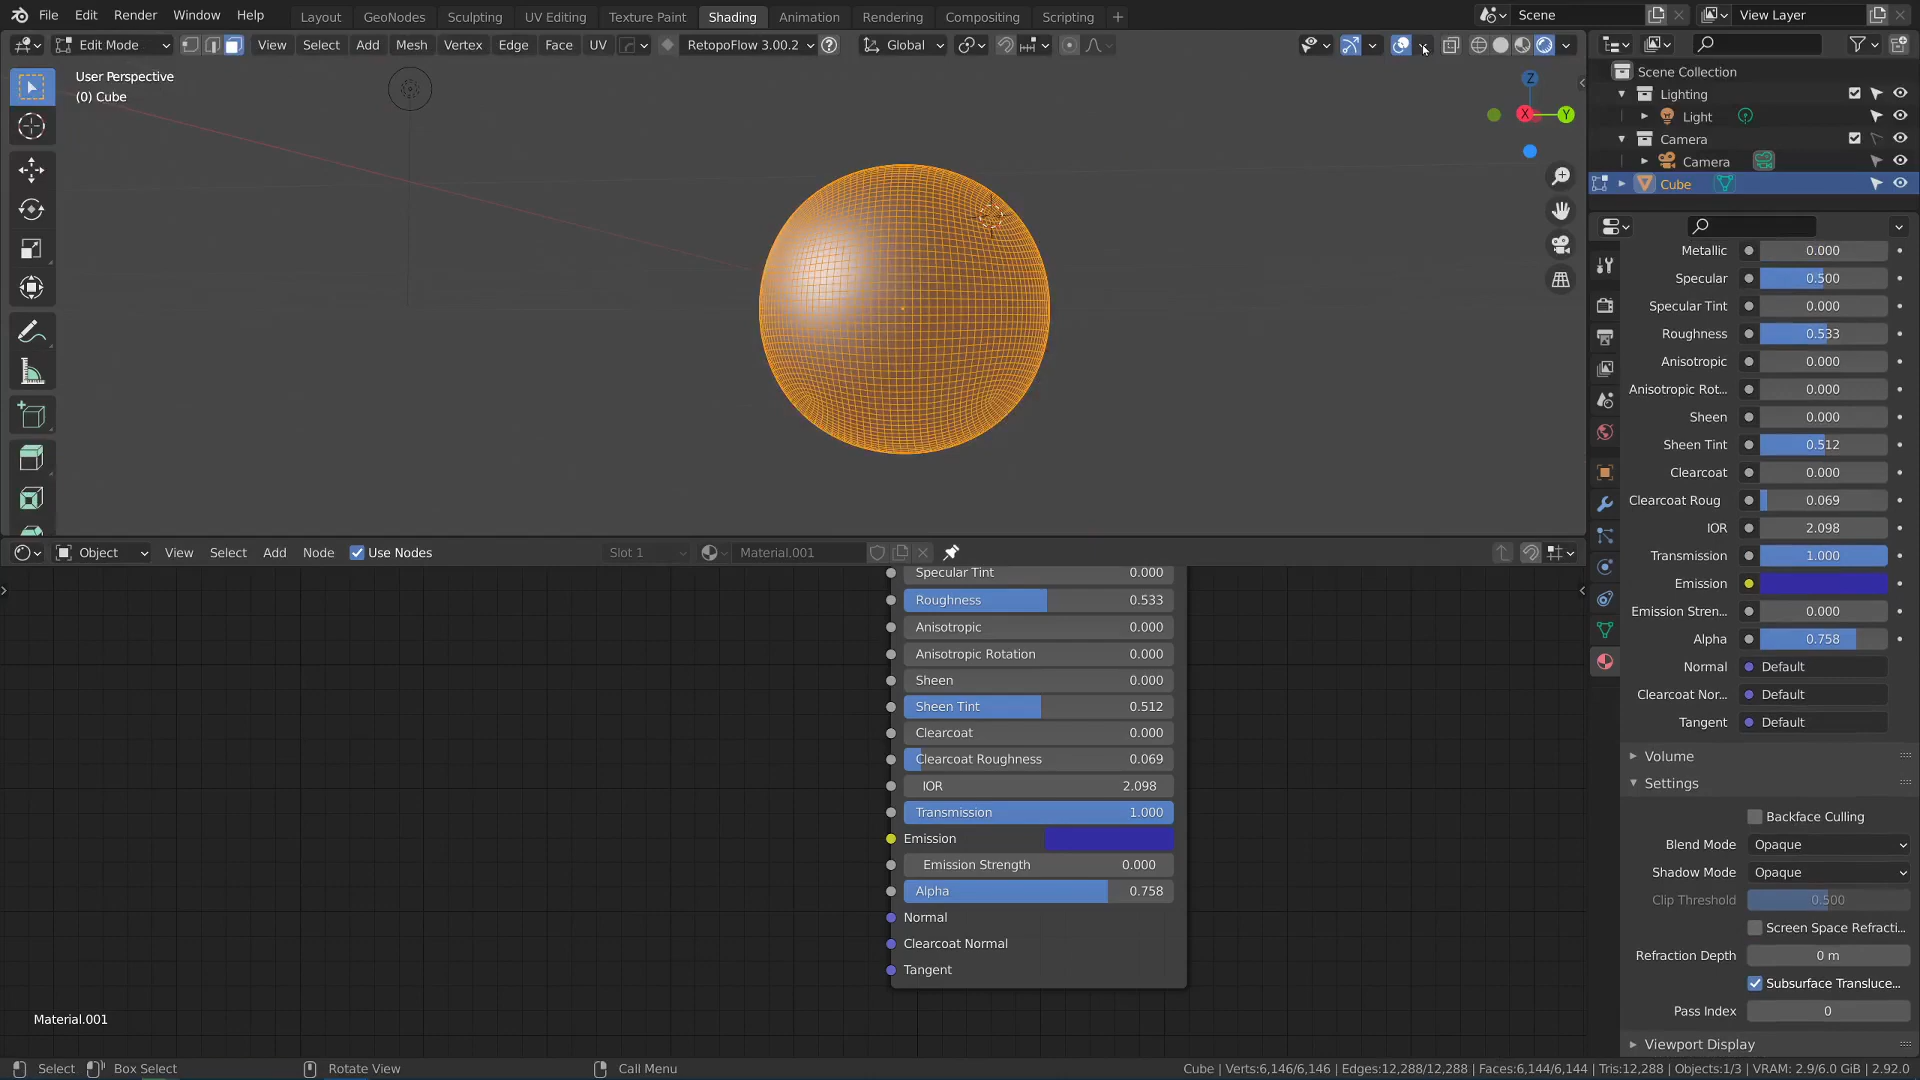 File Edit Render Window Help Layout GeoNodes Sculpting UV Editing Texture Paint Shading Animation Rendering Compositing Scripting + Scene View Layer
Edit Mode View Select Add Mesh Vertex Edge Face UV RetopoFlow 3.00.2 Global
User Perspective
(0) Cube
Z
X Y
Scene Collection
Lighting
Light
Camera
Camera
Cube
Metallic 0.000
Specular 0.500
Specular Tint 0.000
Roughness 0.533
Anisotropic 0.000
Anisotropic Rot... 0.000
Sheen 0.000
Sheen Tint 0.512
Clearcoat 0.000
Clearcoat Roug 0.069
IOR 2.098
Transmission 1.000
Emission
Emission Stren... 0.000
Alpha 0.758
Normal Default
Clearcoat Nor... Default
Tangent Default
Volume
Settings
Backface Culling
Blend Mode Opaque
Shadow Mode Opaque
Clip Threshold 0.500
Screen Space Refracti...
Refraction Depth 0 m
Subsurface Transluce...
Pass Index 0
Viewport Display
Object View Select Add Node Use Nodes Slot 1 Material.001
Specular Tint 0.000
Roughness 0.533
Anisotropic 0.000
Anisotropic Rotation 0.000
Sheen 0.000
Sheen Tint 0.512
Clearcoat 0.000
Clearcoat Roughness 0.069
IOR 2.098
Transmission 1.000
Emission
Emission Strength 0.000
Alpha 0.758
Normal
Clearcoat Normal
Tangent
Material.001
Select Box Select Rotate View Call Menu Cube | Verts:6,146/6,146 | Edges:12,288/12,288 | Faces:6,144/6,144 | Tris:12,288 | Objects:1/3 | VRAM: 2.9/6.0 GiB | 2.92.0